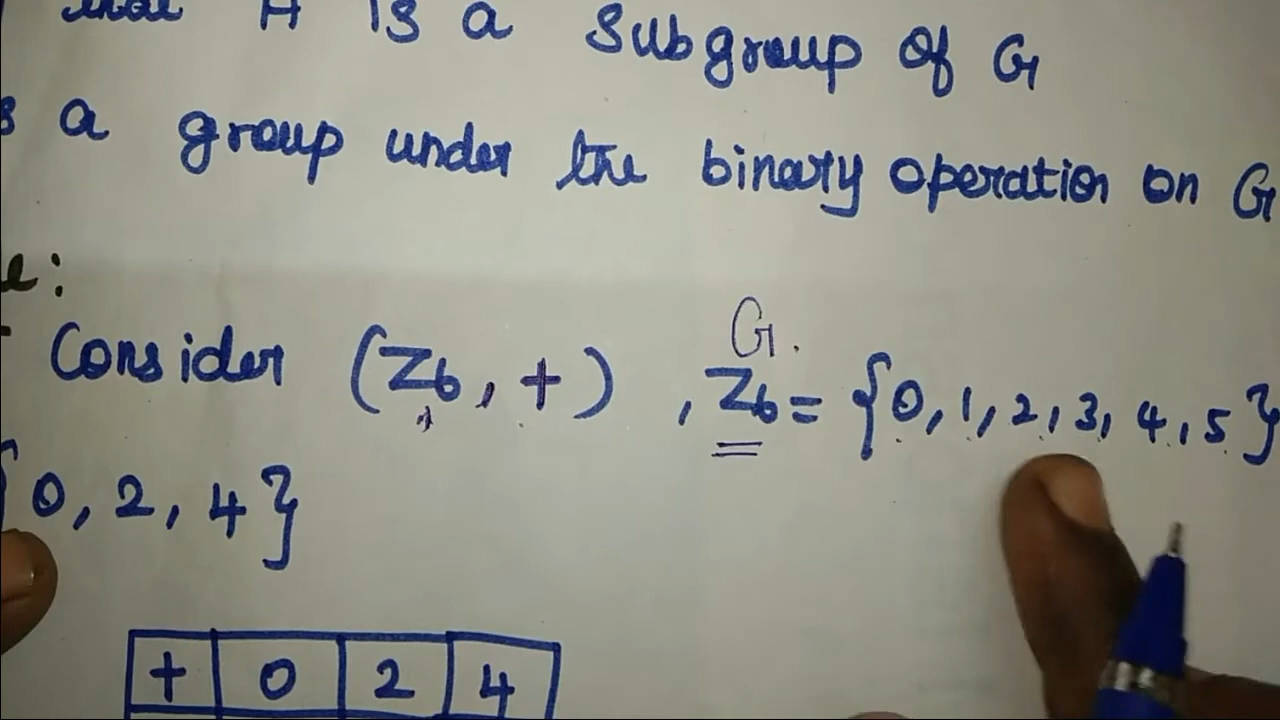 that H is a subgroup of G
s a group under the binary operation on G
e:
Consider (Z6, +), Z6 = {0, 1, 2, 3, 4, 5}
G.
{0, 2, 4}
+ 0 2 4